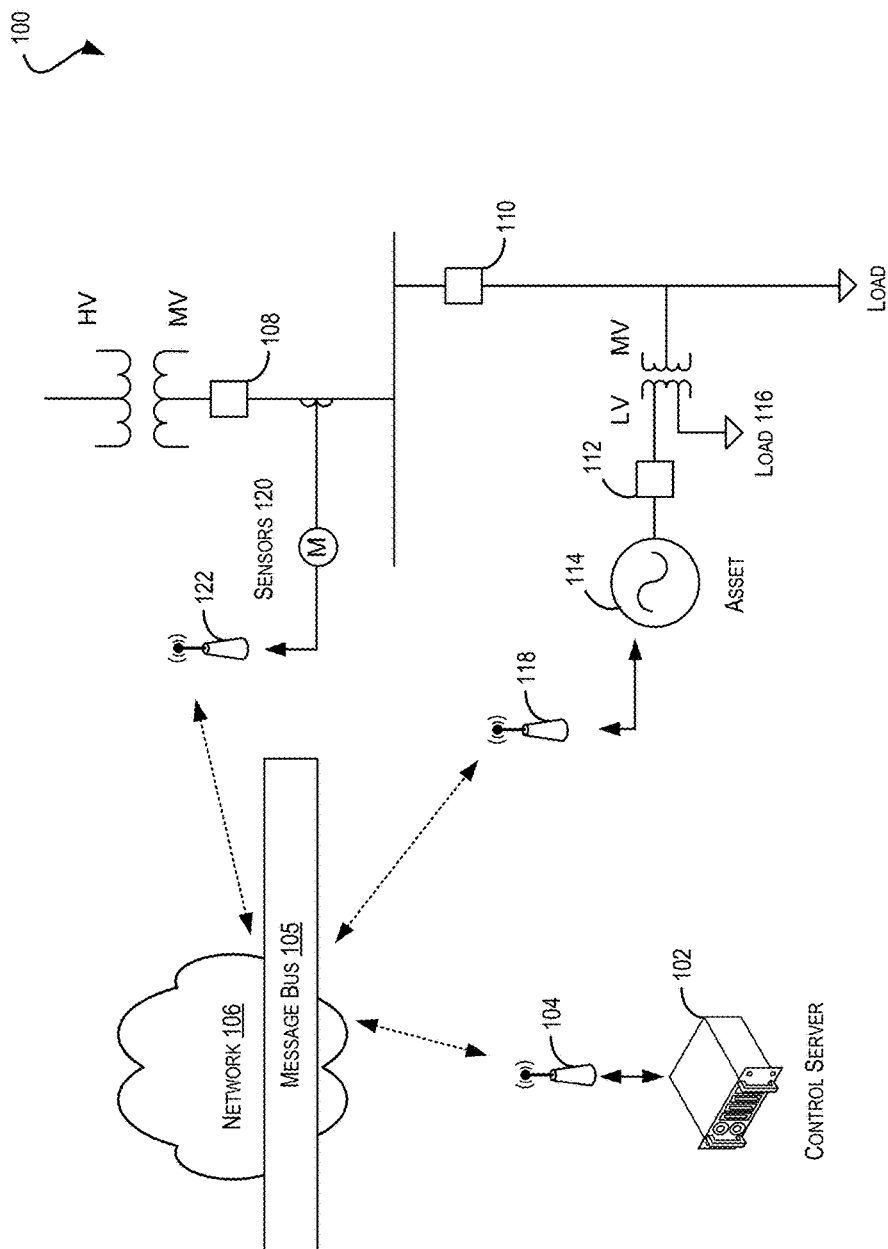 100
HV
MV
108
110
SENSORS 120
M
122
LV
MV
112
LOAD 116
LOAD
114
ASSET
118
NETWORK 106
MESSAGE BUS 105
104
102
CONTROL SERVER